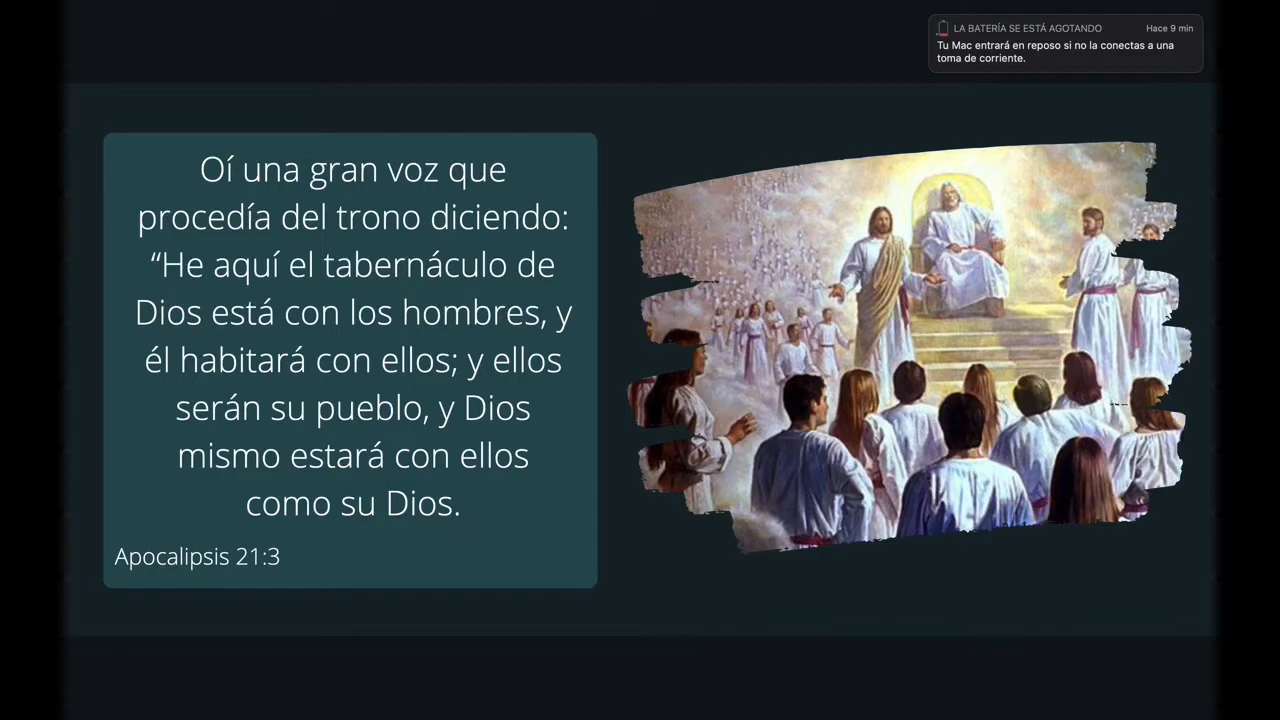 LA BATERÍA SE ESTÁ AGOTANDO
Hace 9 min
Tu Mac entrará en reposo si no la conectas a una
toma de corriente.
Oí una gran voz que
procedía del trono diciendo:
“He aquí el tabernáculo de
Dios está con los hombres, y
él habitará con ellos; y ellos
serán su pueblo, y Dios
mismo estará con ellos
como su Dios.
Apocalipsis 21:3